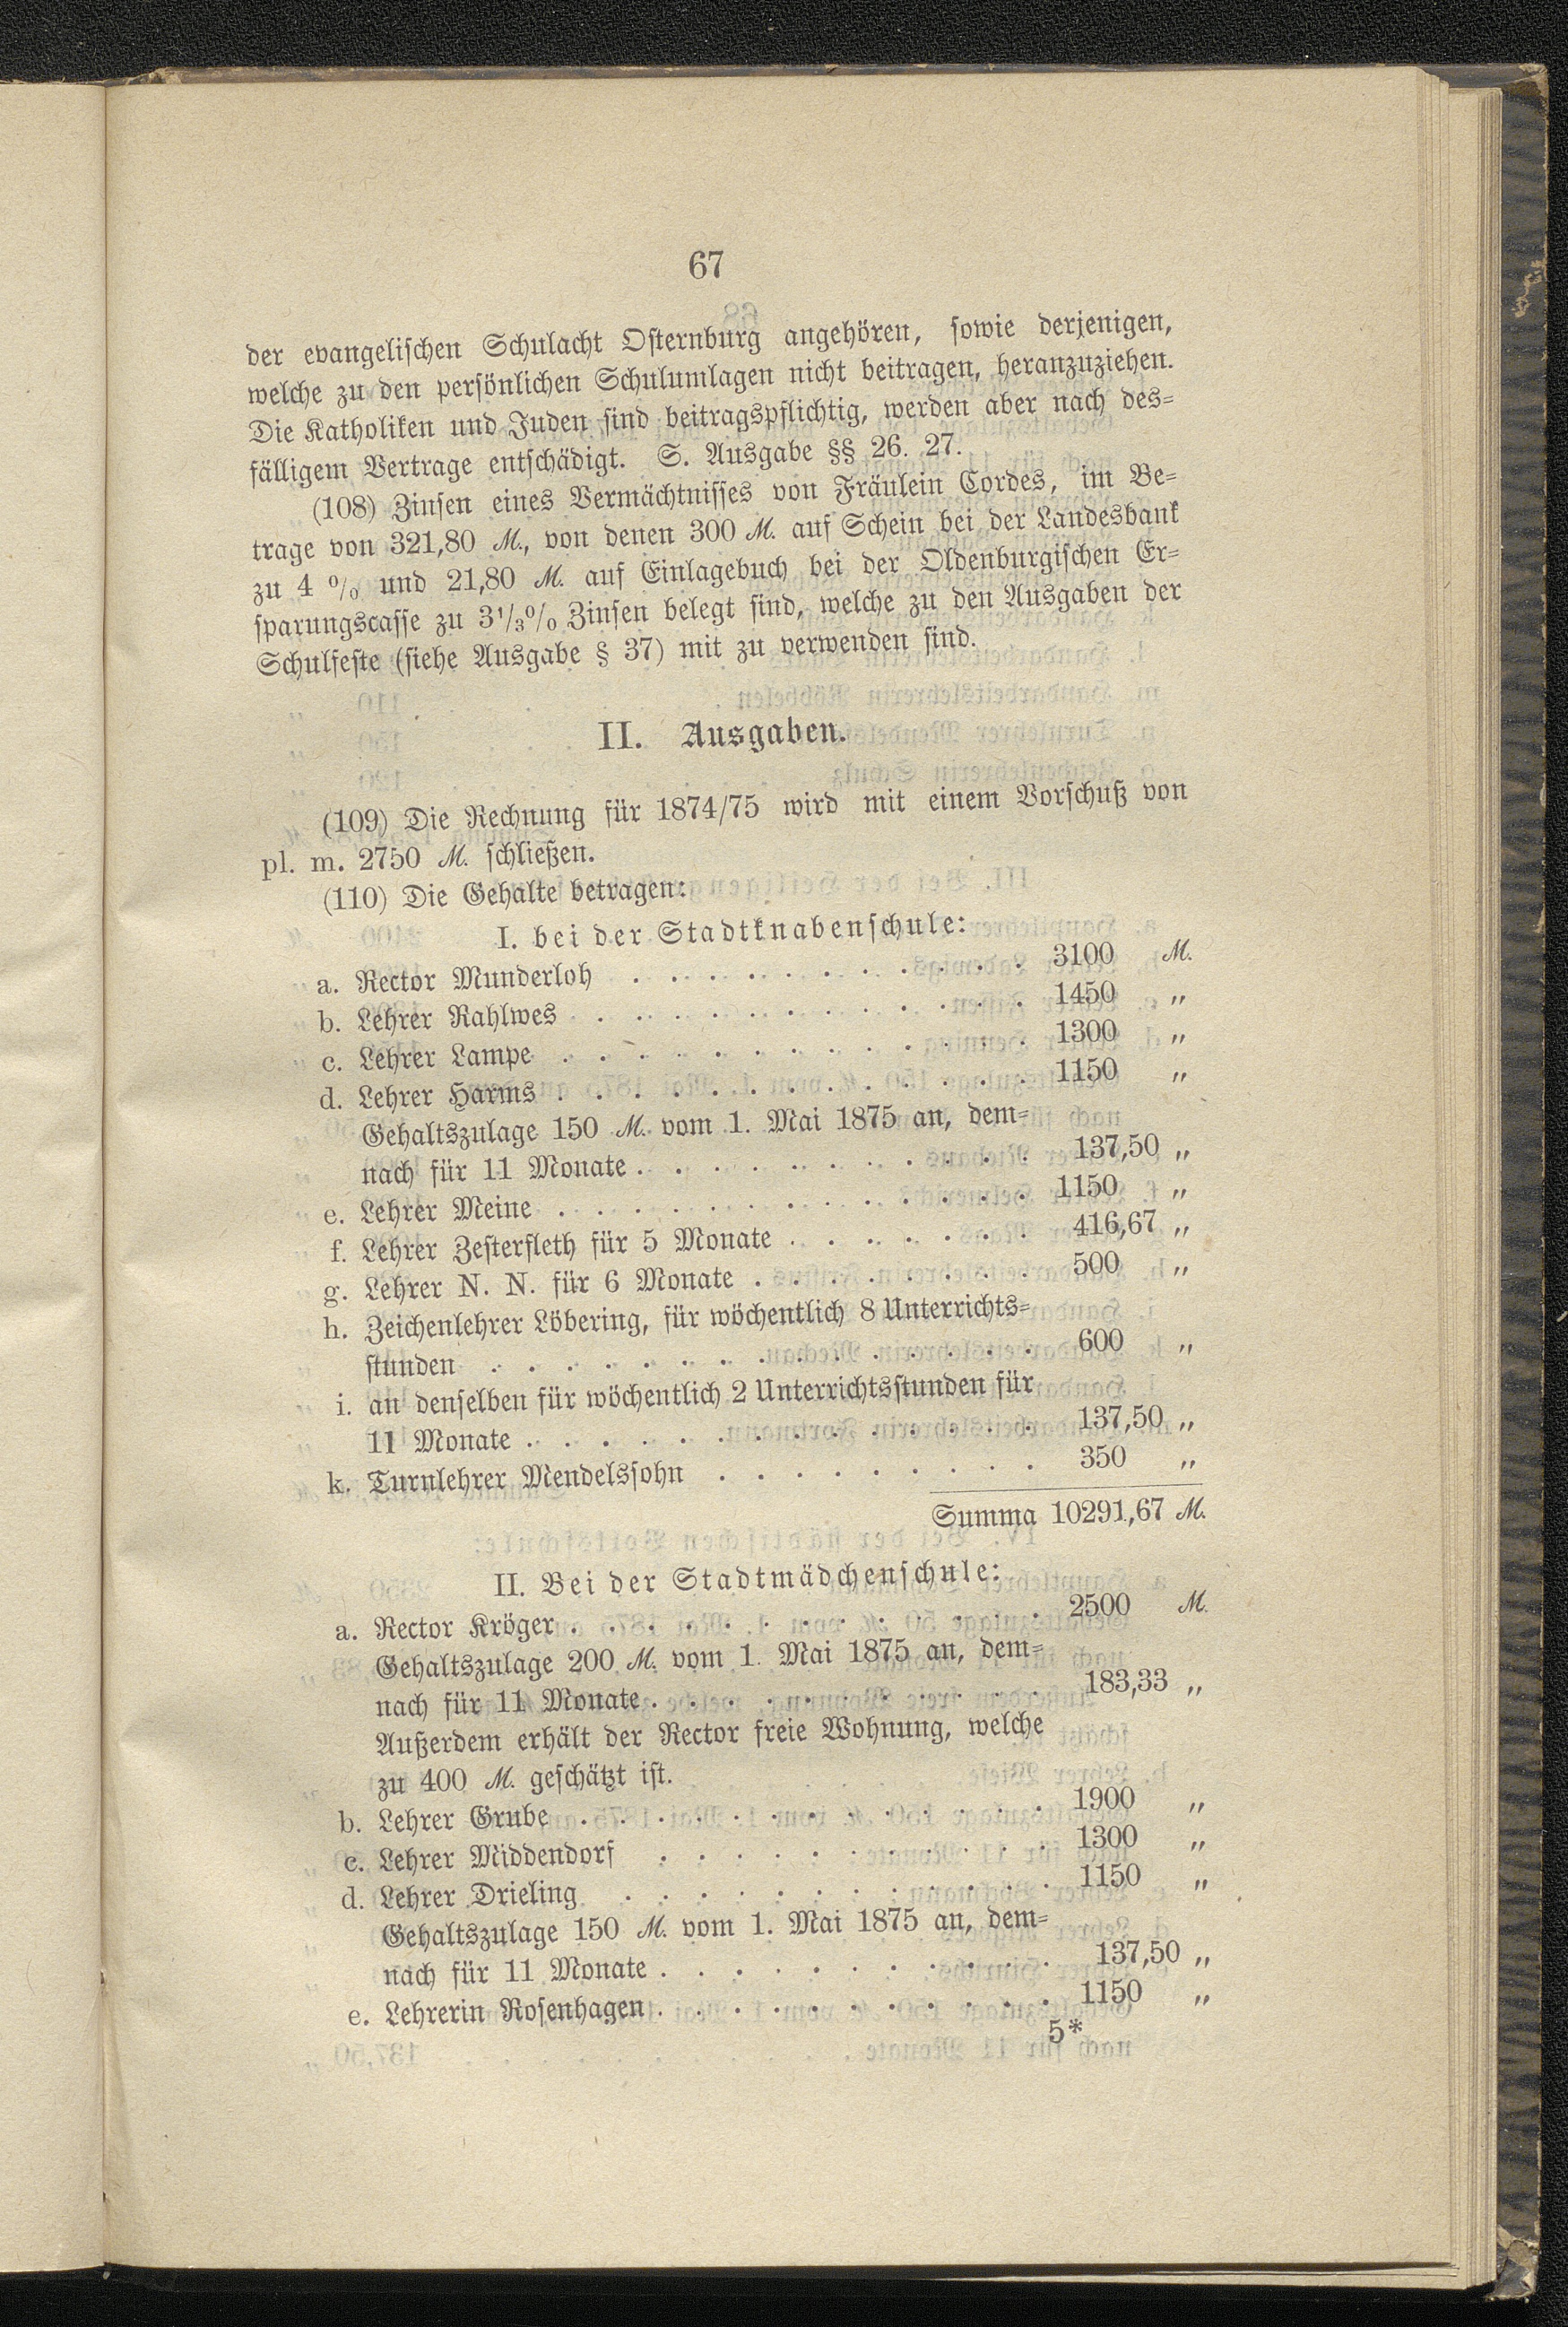 67
der evangelischen Schulacht Osternburg angehören, sowie derjenigen,
welche zu den persönlichen Schulumlagen nicht beitragen, heranzuziehen.
Die Katholiken und Juden sind beitragspflichtig, werden aber nach des=
fälligem Vertrage entschädigt. S. Ausgabe §§ 26. 27.
(108) Zinsen eines Vermächtnisses von Fräulein Cordes, im Be=
trage von 321,80 M., von denen 300 M. auf Schein bei der Landesbank
zu 4 % und 21,80 M. auf Einlagebuch bei der Oldenburgischen Er=
sparungscasse zu 3 1/3 % Zinsen belegt sind, welche zu den Ausgaben der
Schulfeste (siehe Ausgabe § 37) mit zu verwenden sind.
II. Ausgaben.
(109) Die Rechnung für 1874/75 wird mit einem Vorschuß von
pl. m. 2750 M. schließen.
(110) Die Gehalte betragen:
I. bei der Stadtknabenschule:
a. Rector Munderloh . . . . . . . . . . . 3100 M.
b. Lehrer Rahlwes . . . . . . . . . . . . 1450 „
c. Lehrer Lampe . . . . . . . . . . . . . 1300 „
d. Lehrer Harms . . . . . . . . . . . . . 1150 „
Gehaltszulage 150 M. vom 1. Mai 1875 an, dem=
nach für 11 Monate . . . . . . . . . . . 137,50 „
e. Lehrer Meine . . . . . . . . . . . . . 1150 „
f. Lehrer Zesterfleth für 5 Monate . . . . . . . 416,67 „
g. Lehrer N. N. für 6 Monate . . . . . . . . 500 „
h. Zeichenlehrer Löbering, für wöchentlich 8 Unterrichts=
stunden . . . . . . . . . . . . . . . 600 „
i. an denselben für wöchentlich 2 Unterrichtsstunden für
11 Monate . . . . . . . . . . . . . . 137,50 „
k. Turnlehrer Mendelssohn . . . . . . . . . 350 „
Summa 10291,67 M.
II. Bei der Stadtmädchenschule:
a. Rector Kröger . . . . . . . . . . . . . 2500 M.
Gehaltszulage 200 M. vom 1. Mai 1875 an, dem=
nach für 11 Monate . . . . . . . . . . . 183,33 „
Außerdem erhält der Rector freie Wohnung, welche
zu 400 M. geschätzt ist.
b. Lehrer Grube . . . . . . . . . . . . . 1900 „
c. Lehrer Middendorf . . . . . . . . . . . 1300 „
d. Lehrer Drieling . . . . . . . . . . . . 1150 „
Gehaltszulage 150 M. vom 1. Mai 1875 an, dem=
nach für 11 Monate . . . . . . . . . . . 137,50 „
e. Lehrerin Rosenhagen . . . . . . . . . . . 1150 „
5*